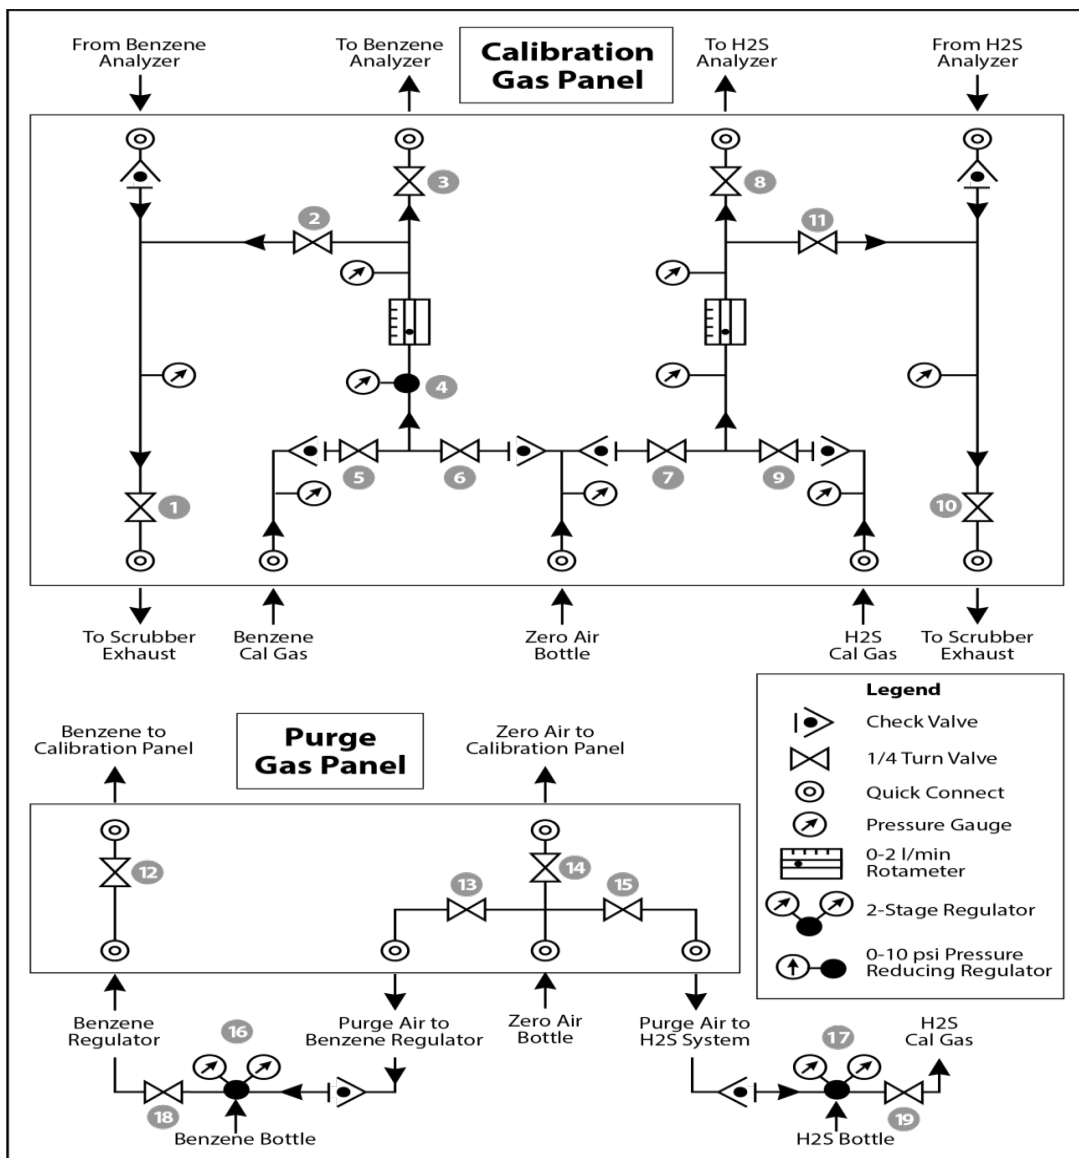 From Benzene
Analyzer
To Benzene
Analyzer
Calibration
Gas Panel
To H2S
Analyzer
From H2S
Analyzer
3
8
2
11
4
5
6
7
9
1
10
To Scrubber
Exhaust
Benzene
Cal Gas
Zero Air
Bottle
H2S
Cal Gas
To Scrubber
Exhaust
Legend
Check Valve
1/4 Turn Valve
Quick Connect
Pressure Gauge
0-2 l/min
Rotameter
2-Stage Regulator
0-10 psi Pressure
Reducing Regulator
Benzene to
Calibration Panel
Purge
Gas Panel
Zero Air to
Calibration Panel
12
13
14
15
Benzene
Regulator
Purge Air to
Benzene Regulator
Zero Air
Bottle
Purge Air to
H2S System
H2S
Cal Gas
16
17
18
19
Benzene Bottle
H2S Bottle